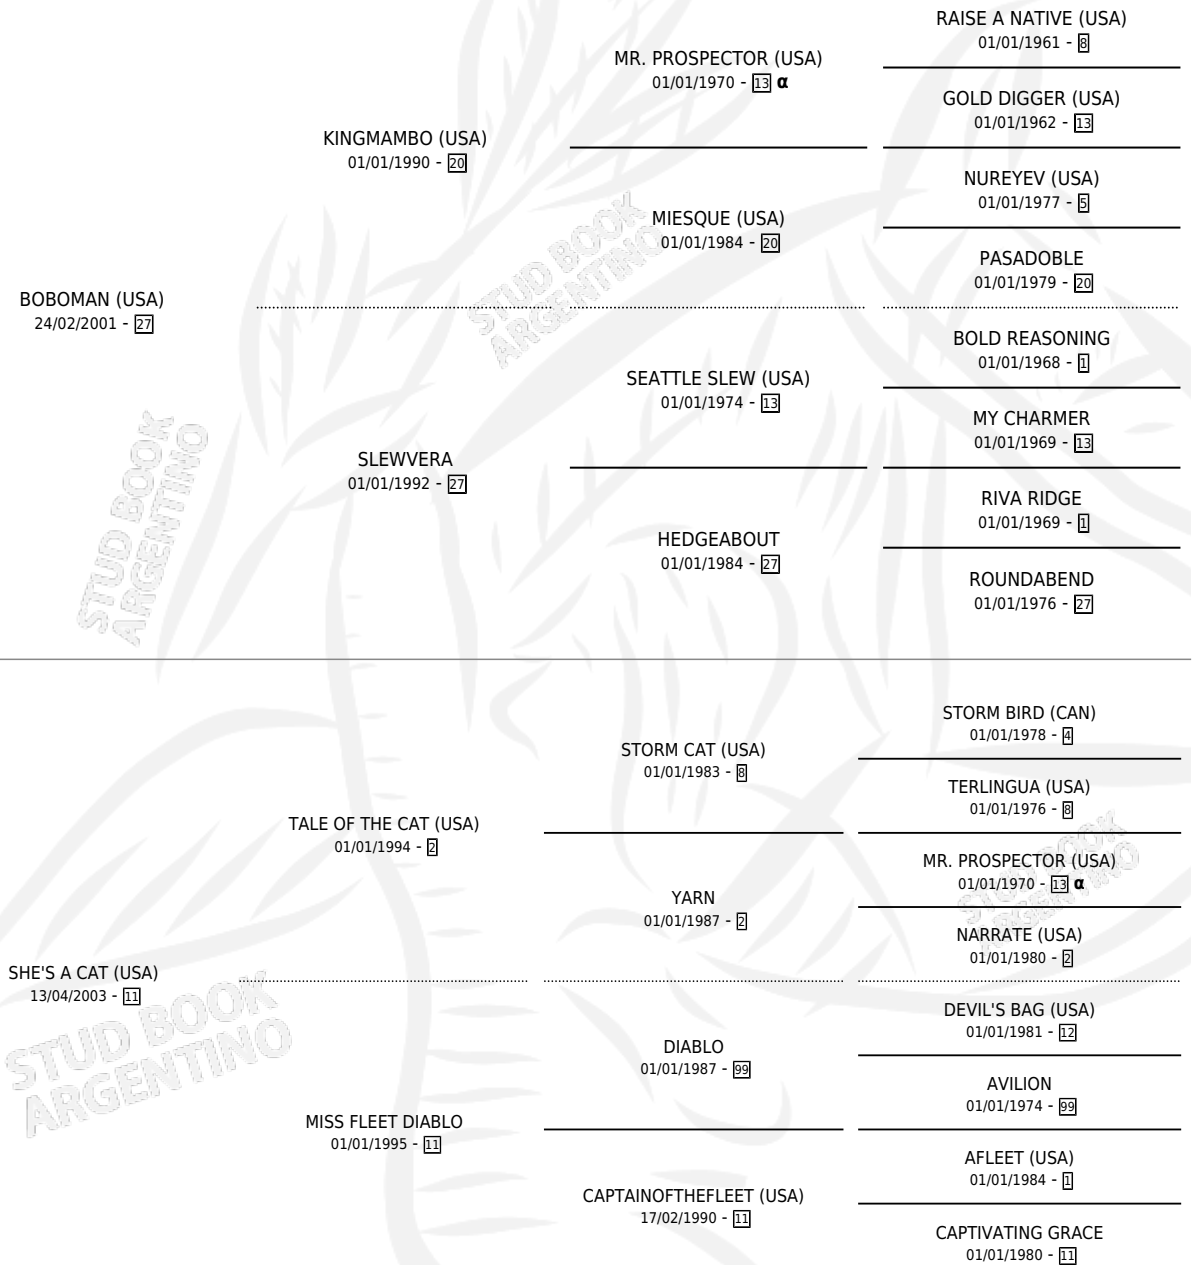 RAISE A NATIVE (USA)
01/01/1961 - 8
MR. PROSPECTOR (USA)
01/01/1970 - 13 α
GOLD DIGGER (USA)
01/01/1962 - 13
KINGMAMBO (USA)
01/01/1990 - 20
NUREYEV (USA)
01/01/1977 - 5
MIESQUE (USA)
01/01/1984 - 20
PASADOBLE
01/01/1979 - 20
BOBOMAN (USA)
24/02/2001 - 27
BOLD REASONING
01/01/1968 - 1
SEATTLE SLEW (USA)
01/01/1974 - 13
MY CHARMER
01/01/1969 - 13
SLEWVERA
01/01/1992 - 27
RIVA RIDGE
01/01/1969 - 1
HEDGEABOUT
01/01/1984 - 27
ROUNDABEND
01/01/1976 - 27
STORM BIRD (CAN)
01/01/1978 - 4
STORM CAT (USA)
01/01/1983 - 8
TERLINGUA (USA)
01/01/1976 - 8
TALE OF THE CAT (USA)
01/01/1994 - 2
MR. PROSPECTOR (USA)
01/01/1970 - 13 α
YARN
01/01/1987 - 2
NARRATE (USA)
01/01/1980 - 2
SHE'S A CAT (USA)
13/04/2003 - 11
DEVIL'S BAG (USA)
01/01/1981 - 12
DIABLO
01/01/1987 - 99
AVILION
01/01/1974 - 99
MISS FLEET DIABLO
01/01/1995 - 11
AFLEET (USA)
01/01/1984 - 1
CAPTAINOFTHEFLEET (USA)
17/02/1990 - 11
CAPTIVATING GRACE
01/01/1980 - 11
STUD BOOK
ARGENTINO
STUD BOOK
ARGENTINO
STUD BOOK
ARGENTINO
STUD BOOK
ARGENTINO